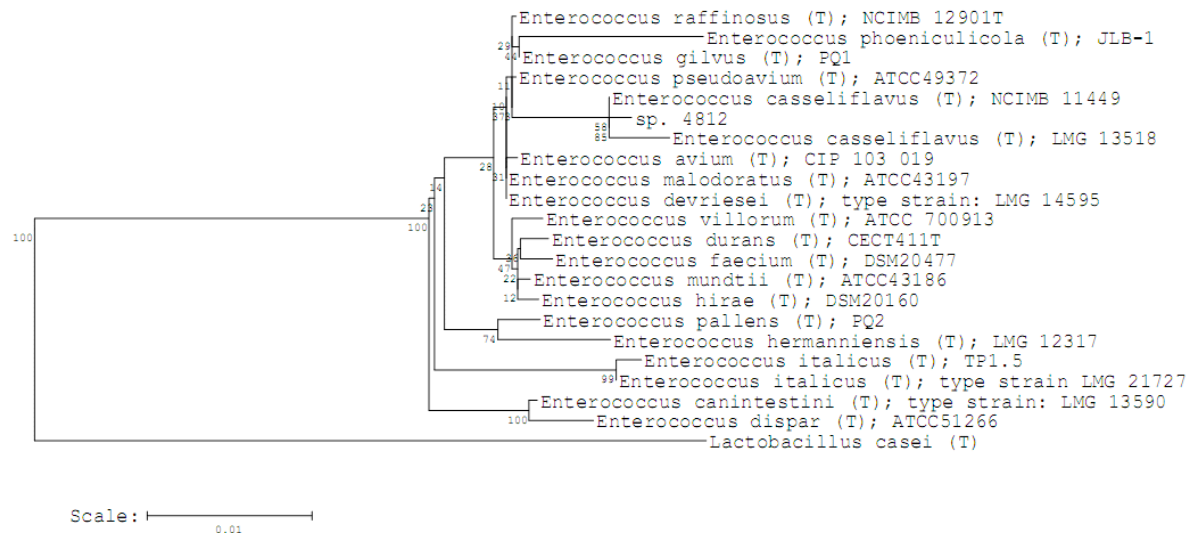 Enterococcus raffinosus (T); NCIMB 12901T
29
Enterococcus phoeniculicola (T); JLB-1
44
Enterococcus gilvus (T); PQ1
Enterococcus pseudoavium (T); ATCC49372
11
Enterococcus casseliflavus (T); NCIMB 11449
sp. 4812
58
85
Enterococcus casseliflavus (T); LMG 13518
Enterococcus avium (T); CIP 103 019
28
31
Enterococcus malodoratus (T); ATCC43197
14
Enterococcus devriesei (T); type strain: LMG 14595
23
Enterococcus villorum (T); ATCC 700913
100
100
Enterococcus durans (T); CECT411T
Enterococcus faecium (T); DSM20477
47
22
Enterococcus mundtii (T); ATCC43186
12
Enterococcus hirae (T); DSM20160
Enterococcus pallens (T); PQ2
74
Enterococcus hermanniensis (T); LMG 12317
Enterococcus italicus (T); TP1.5
99
Enterococcus italicus (T); type strain LMG 21727
Enterococcus canintestini (T); type strain: LMG 13590
100
Enterococcus dispar (T); ATCC51266
Lactobacillus casei (T)
Scale:
0.01